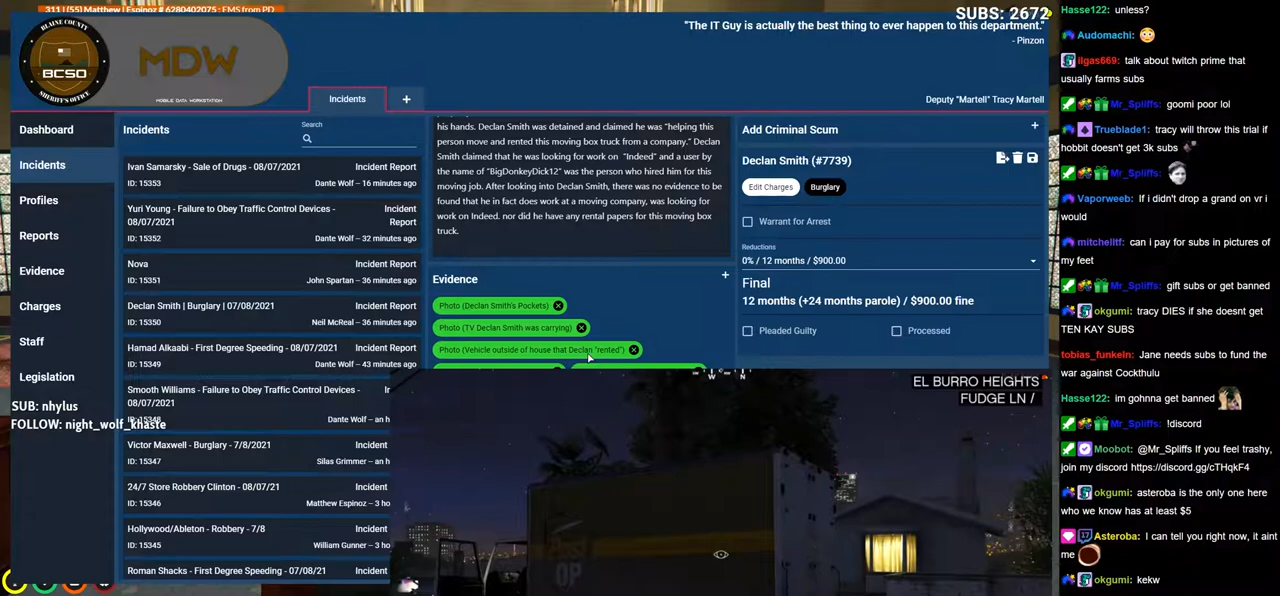 311 | (55) Matthew | Espinoz # 6280402075 : EMS from PD
SUBS: 2672
"The IT Guy is actually the best thing to ever happen to this department."
- Pinzon
BLAINE COUNTY
BCSO
SHERIFF'S OFFICE
MDW
MOBILE DATA WORKSTATION
Incidents
+
Deputy "Martell" Tracy Martell
Dashboard
Incidents
Profiles
Reports
Evidence
Charges
Staff
Legislation
SUB: nhylus
FOLLOW: night_wolf_khaste
Incidents
Search
Ivan Samarsky - Sale of Drugs - 08/07/2021
Incident Report
ID: 15353
Dante Wolf – 16 minutes ago
Yuri Young - Failure to Obey Traffic Control Devices -
08/07/2021
Incident
Report
ID: 15352
Dante Wolf – 32 minutes ago
Nova
Incident Report
ID: 15351
John Spartan – 36 minutes ago
Declan Smith | Burglary | 07/08/2021
Incident Report
ID: 15350
Neil McReal – 36 minutes ago
Hamad Alkaabi - First Degree Speeding - 08/07/2021
Incident Report
ID: 15349
Dante Wolf – 43 minutes ago
Smooth Williams - Failure to Obey Traffic Control Devices -
08/07/2021
ID: 15348
Dante Wolf – an h
Victor Maxwell - Burglary - 7/8/2021
Incident
ID: 15347
Silas Grimmer – an h
24/7 Store Robbery Clinton - 08/07/21
Incident
ID: 15346
Matthew Espinoz – 3 ho
Hollywood/Ableton - Robbery - 7/8
Incident
ID: 15345
William Gunner – 3 ho
Roman Shacks - First Degree Speeding - 07/08/21
Incident
his hands. Declan Smith was detained and claimed he was "helping this
person move and rented this moving box truck from a company." Declan
Smith claimed that he was looking for work on "Indeed" and a user by
the name of "BigDonkeyDick12" was the person who hired him for this
moving job. After looking into Declan Smith, there was no evidence to be
found that he in fact does work at a moving company, was looking for
work on Indeed. nor did he have any rental papers for this moving box
truck.
Evidence
+
Photo (Declan Smith's Pockets)
Photo (TV Declan Smith was carrying)
Photo (Vehicle outside of house that Declan "rented")
Add Criminal Scum
+
Declan Smith (#7739)
Edit Charges
Burglary
Warrant for Arrest
Reductions
0% / 12 months / $900.00
Final
12 months (+24 months parole) / $900.00 fine
Pleaded Guilty
Processed
W N
EL BURRO HEIGHTS
FUDGE LN /
POST
OP
Hasse122: unless?
Audomachi:
ilgas669: talk about twitch prime that
usually farms subs
Mr_Spliffs: goomi poor lol
Trueblade1: tracy will throw this trial if
hobbit doesn't get 3k subs
Mr_Spliffs:
Vaporweeb: If i didn't drop a grand on vr i
would
mitchelltf: can i pay for subs in pictures of
my feet
Mr_Spliffs: gift subs or get banned
okgumi: tracy DIES if she doesnt get
TEN KAY SUBS
tobias_funkeln: Jane needs subs to fund the
war against Cockthulu
Hasse122: im gohnna get banned
Mr_Spliffs: !discord
Moobot: @Mr_Spliffs If you feel trashy,
join my discord https://discord.gg/cTHqkF4
okgumi: asteroba is the only one here
who we know has at least $5
Asteroba: I can tell you right now, it aint
me
okgumi: kekw